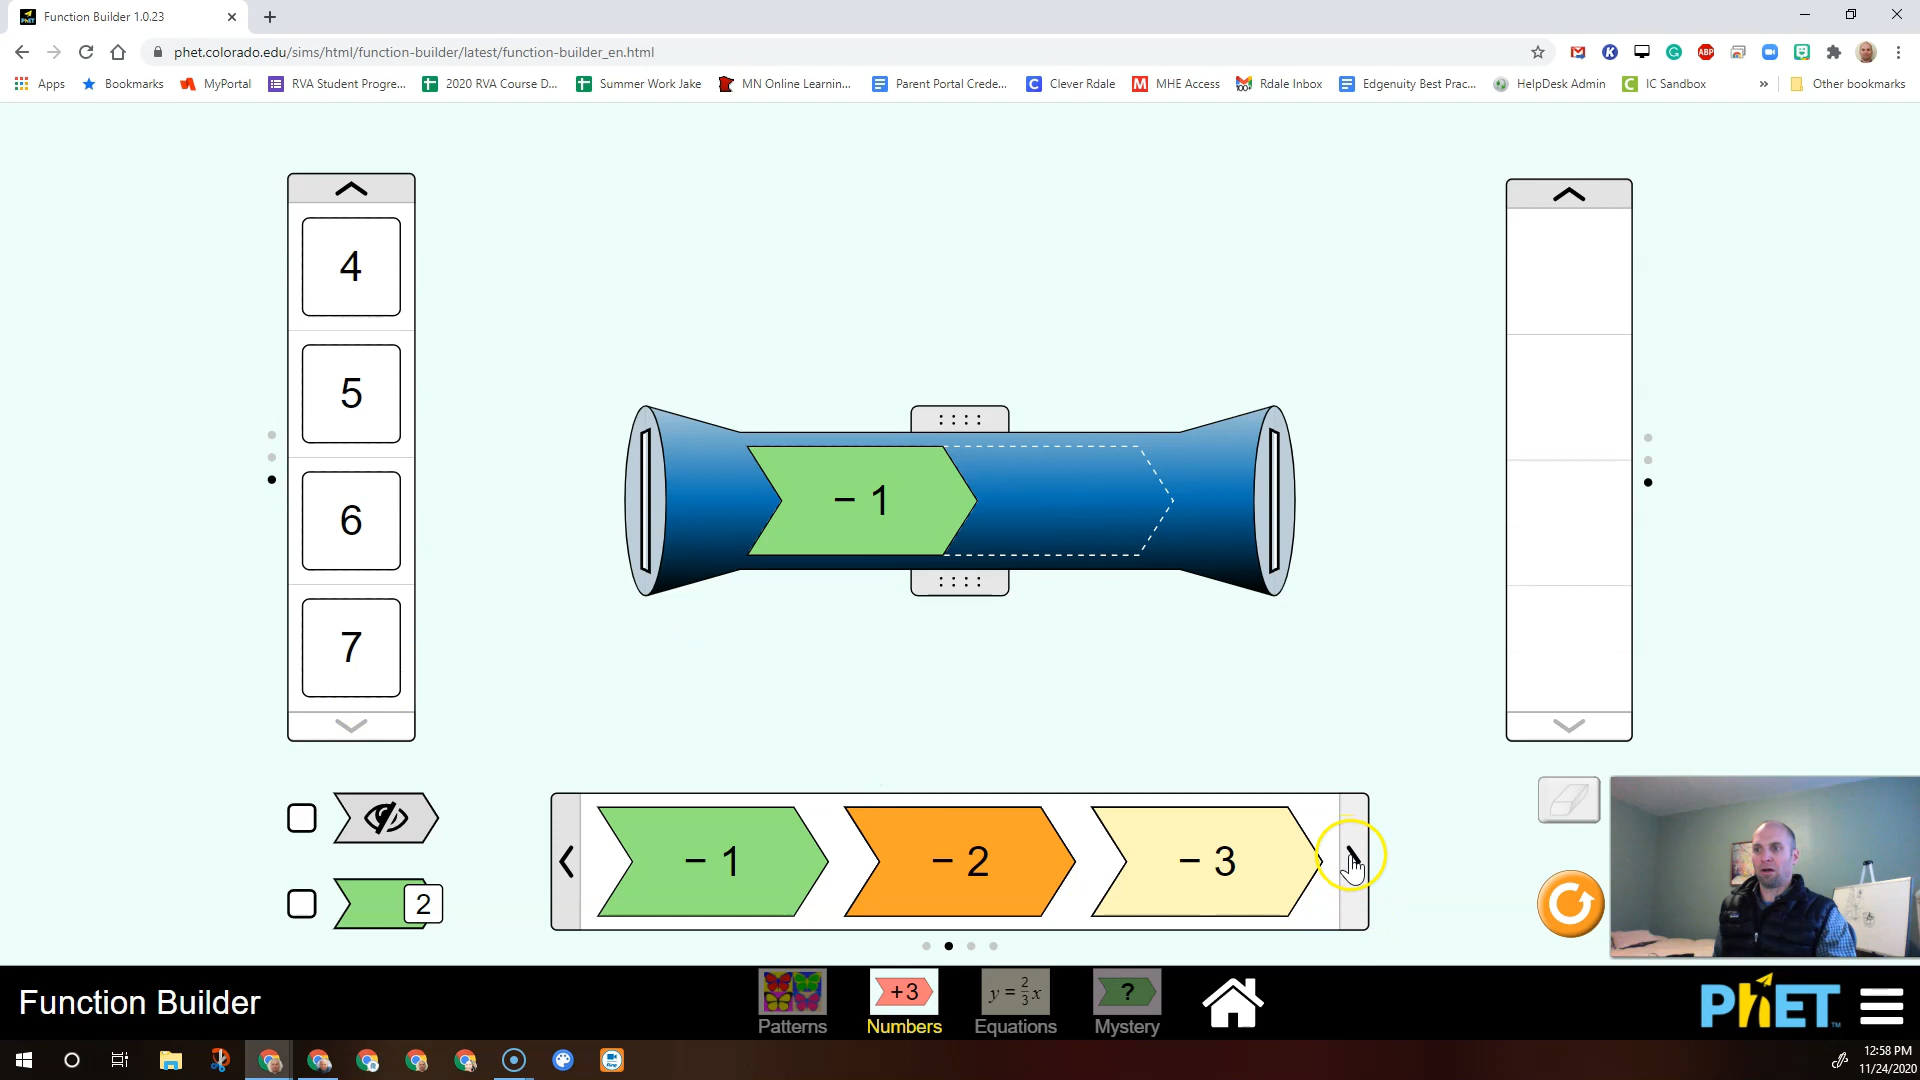 Function Builder 1.0.23
phet.colorado.edu/sims/html/function-builder/latest/function-builder_en.html
Apps Bookmarks MyPortal RVA Student Progre... 2020 RVA Course D... Summer Work Jake MN Online Learnin... Parent Portal Crede... Clever Rdale MHE Access Rdale Inbox Edgenuity Best Prac... HelpDesk Admin IC Sandbox » Other bookmarks
4
5
6
7
− 1
2
− 1 − 2 − 3
Function Builder
+3
y = 2/3 x
?
Patterns Numbers Equations Mystery
PhET
12:58 PM
11/24/2020